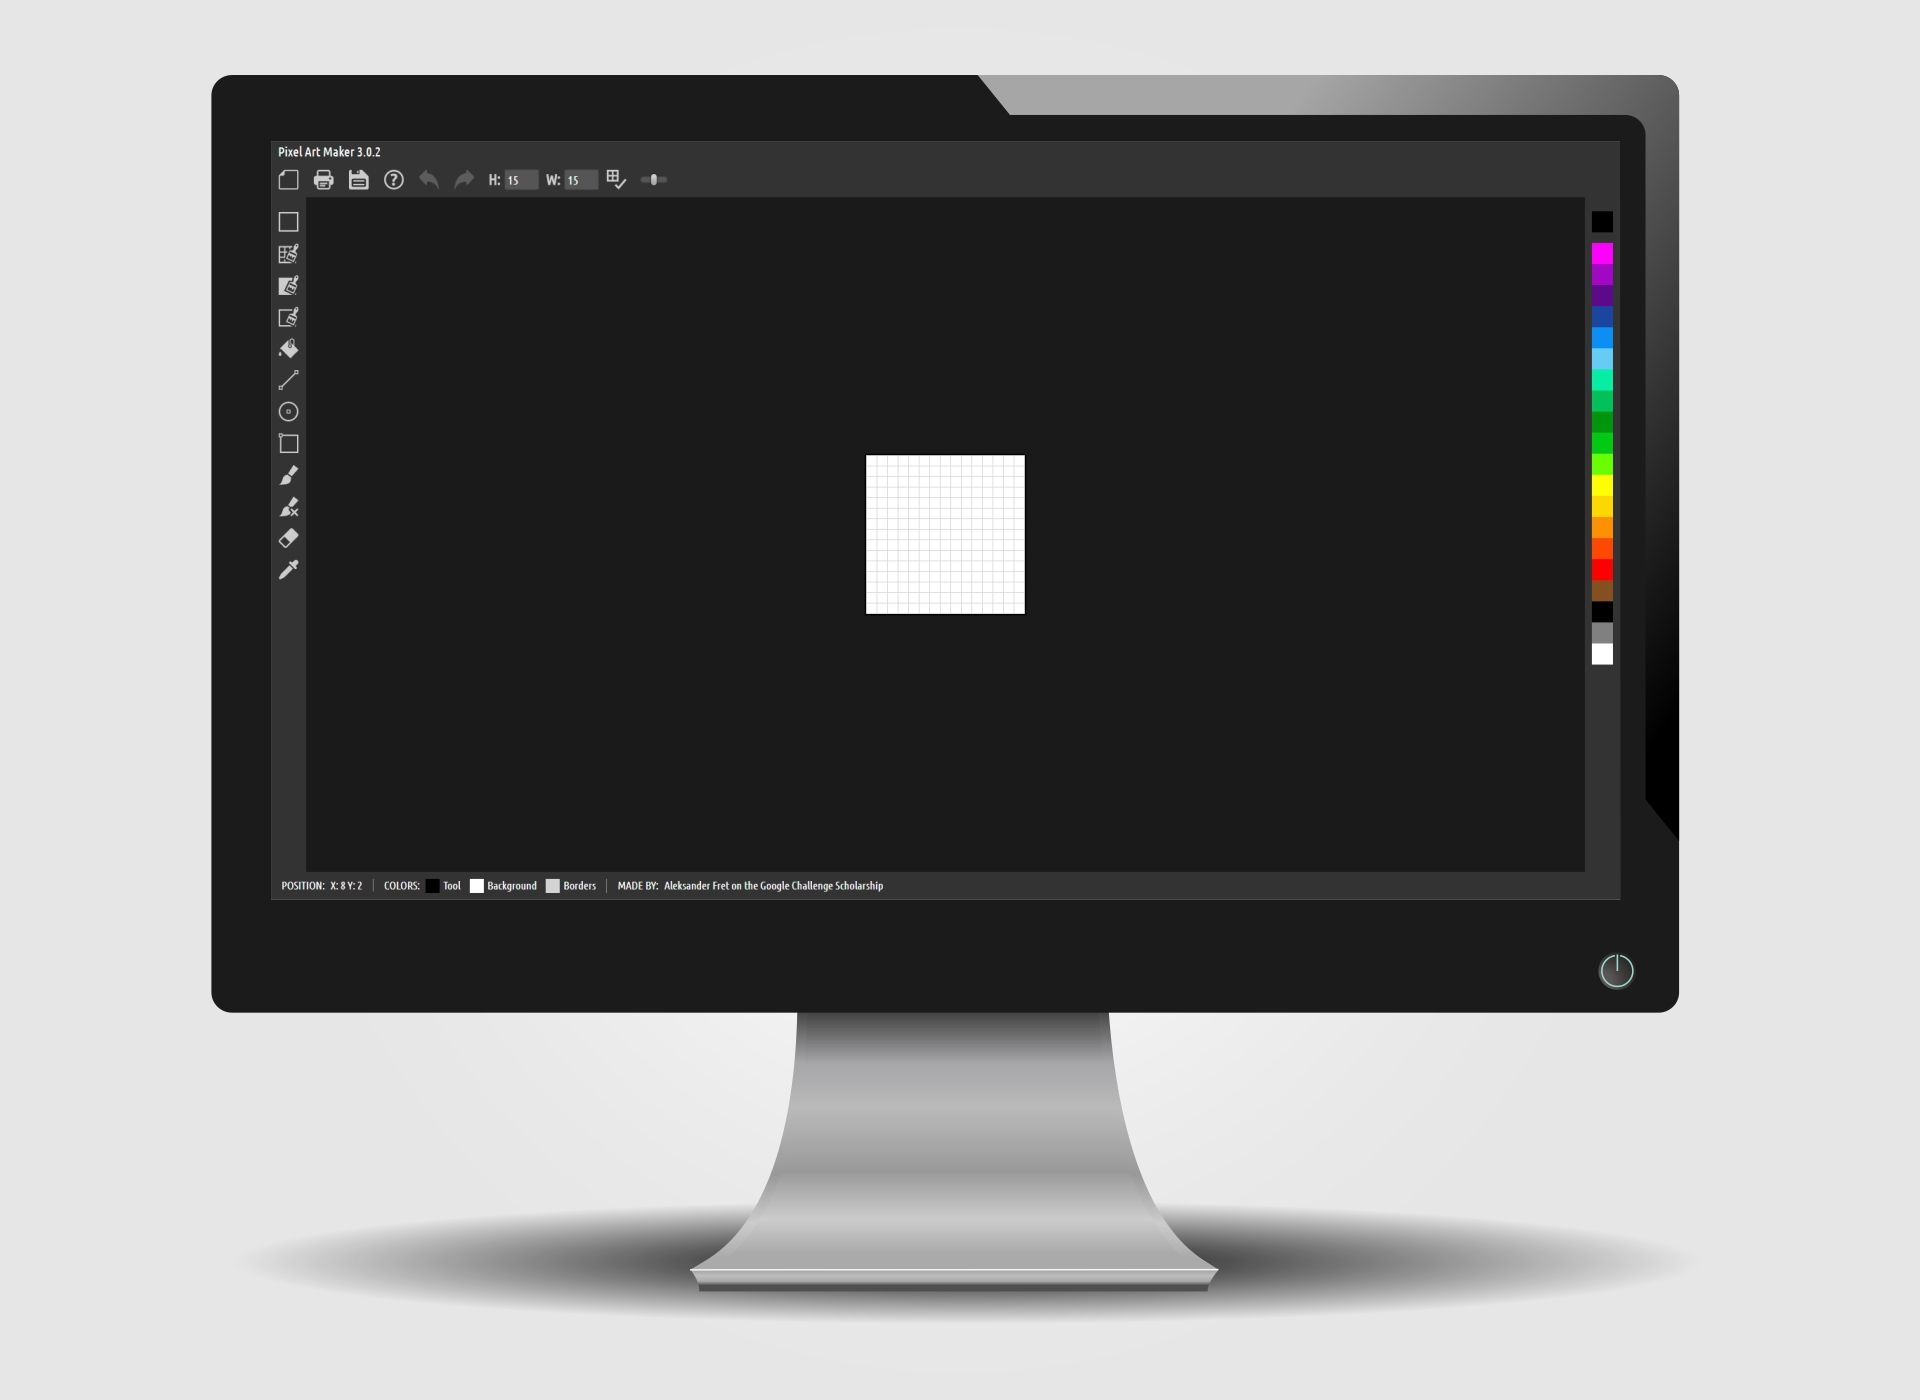 Pixel Art Maker 3.0.2
H: 15 W: 15
POSITION: X: 8 Y: 2 COLORS: Tool Background Borders MADE BY: Aleksander Fret on the Google Challenge Scholarship